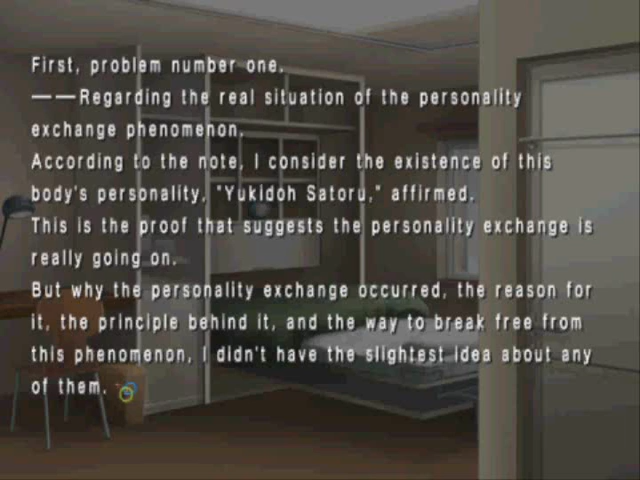 First, problem number one.
――Regarding the real situation of the personality
exchange phenomenon.
According to the note, I consider the existence of this
body's personality, "Yukidoh Satoru," affirmed.
This is the proof that suggests the personality exchange is
really going on.
But why the personality exchange occurred, the reason for
it, the principle behind it, and the way to break free from
this phenomenon, I didn't have the slightest idea about any
of them.